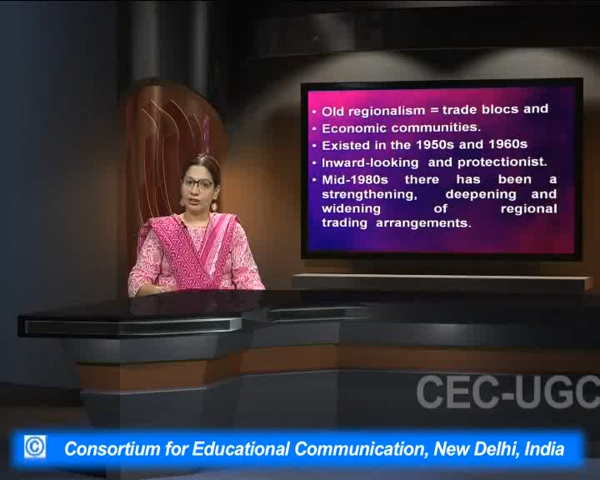 • Old regionalism = trade blocs and
• Economic communities.
• Existed in the 1950s and 1960s
• Inward-looking and protectionist.
• Mid-1980s there has been a
strengthening, deepening and
widening of regional
trading arrangements.
CEC-UGC
© Consortium for Educational Communication, New Delhi, India